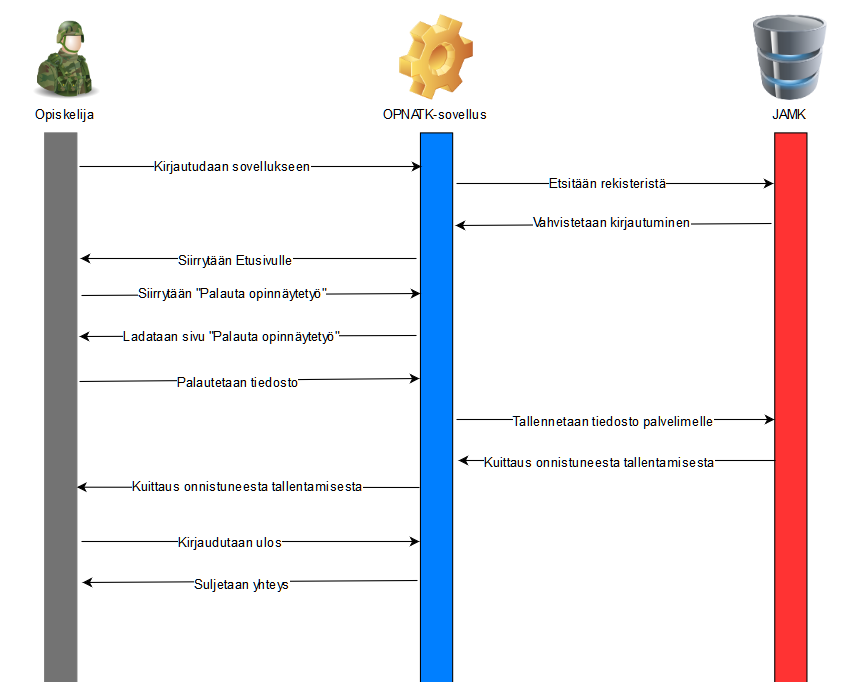 Opiskelija
OPNATK-sovellus
JAMK
Kirjautudaan sovellukseen
Etsitään rekisteristä
Vahvistetaan kirjautuminen
Siirrytään Etusivulle
Siirrytään "Palauta opinnäytetyö"
Ladataan sivu "Palauta opinnäytetyö"
Palautetaan tiedosto
Tallennetaan tiedosto palvelimelle
Kuittaus onnistuneesta tallentamisesta
Kuittaus onnistuneesta tallentamisesta
Kirjaudutaan ulos
Suljetaan yhteys